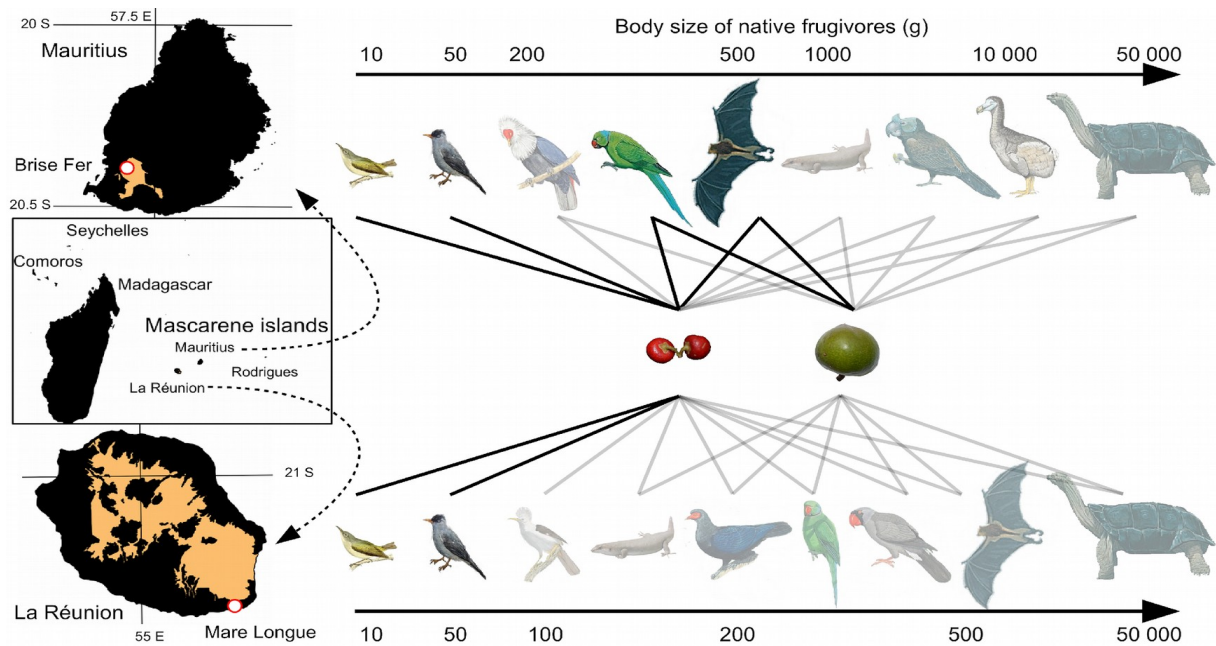 57.5 E
20 S
Mauritius
Brise Fer
20.5 S
Seychelles
Comoros
Madagascar
Mascarene islands
Mauritius
Rodrigues
La Réunion
21 S
La Réunion
Mare Longue
55 E
Body size of native frugivores (g)
10 50 200 500 1000 10 000 50 000
10 50 100 200 500 50 000